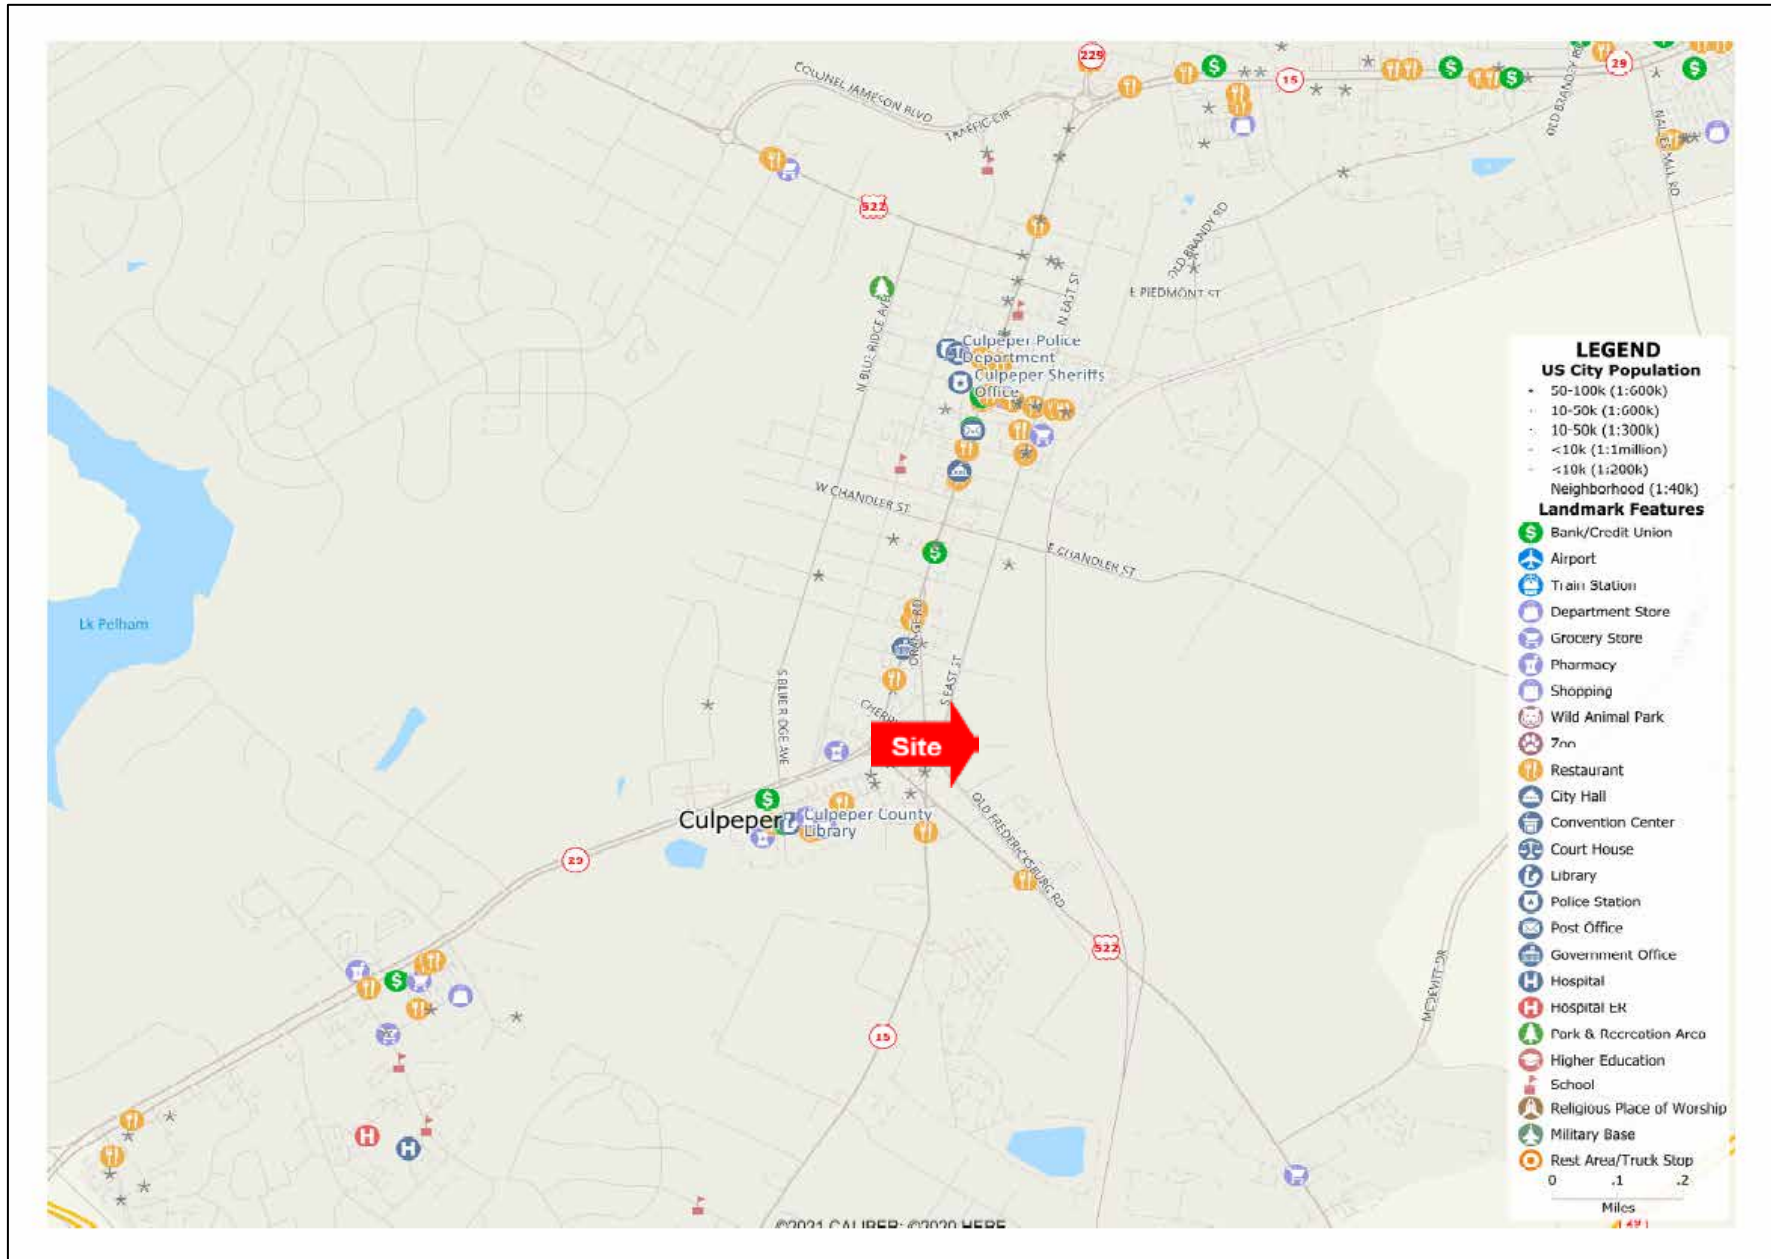 229
29
15
COLONEL JAMESON BLVD
TRAFFIC CIR
OLD BRANDY RD
NALLES MILL RD
522
OLD BRANDY RD
E PIEDMONT ST
N EAST ST
N BLUE RIDGE AVE
Culpeper Police
Department
Culpeper Sheriffs
Office
W CHANDLER ST
E CHANDLER ST
Lk Pelham
ORANGE RD
S EAST ST
S BLUE RIDGE AVE
Site
Culpeper
Culpeper County
Library
OLD FREDERICKSBURG RD
29
522
MCDEVITT DR
15
LEGEND
US City Population
50-100k (1:600k)
10-50k (1:600k)
10-50k (1:300k)
<10k (1:1million)
<10k (1:200k)
Neighborhood (1:40k)
Landmark Features
Bank/Credit Union
Airport
Train Station
Department Store
Grocery Store
Pharmacy
Shopping
Wild Animal Park
Zoo
Restaurant
City Hall
Convention Center
Court House
Library
Police Station
Post Office
Government Office
Hospital
Hospital ER
Park & Recreation Area
Higher Education
School
Religious Place of Worship
Military Base
Rest Area/Truck Stop
0 .1 .2
Miles
29
©2021 CALIPER; ©2020 HERE